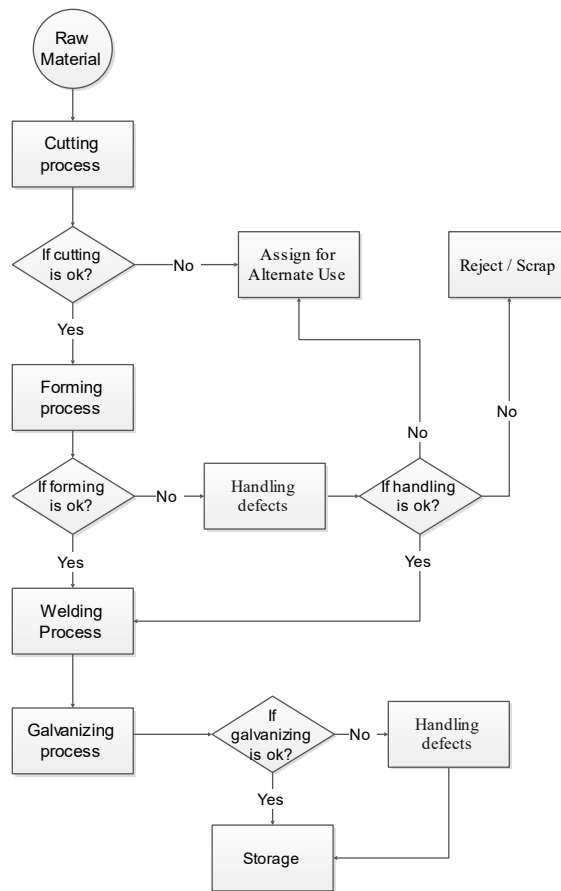 Raw
Material
Cutting
process
If cutting
is ok?
No
Assign for
Alternate Use
Reject / Scrap
Yes
Forming
process
No
No
If forming
is ok?
No
Handling
defects
If handling
is ok?
Yes
Yes
Welding
Process
Galvanizing
process
If
galvanizing
is ok?
No
Handling
defects
Yes
Storage